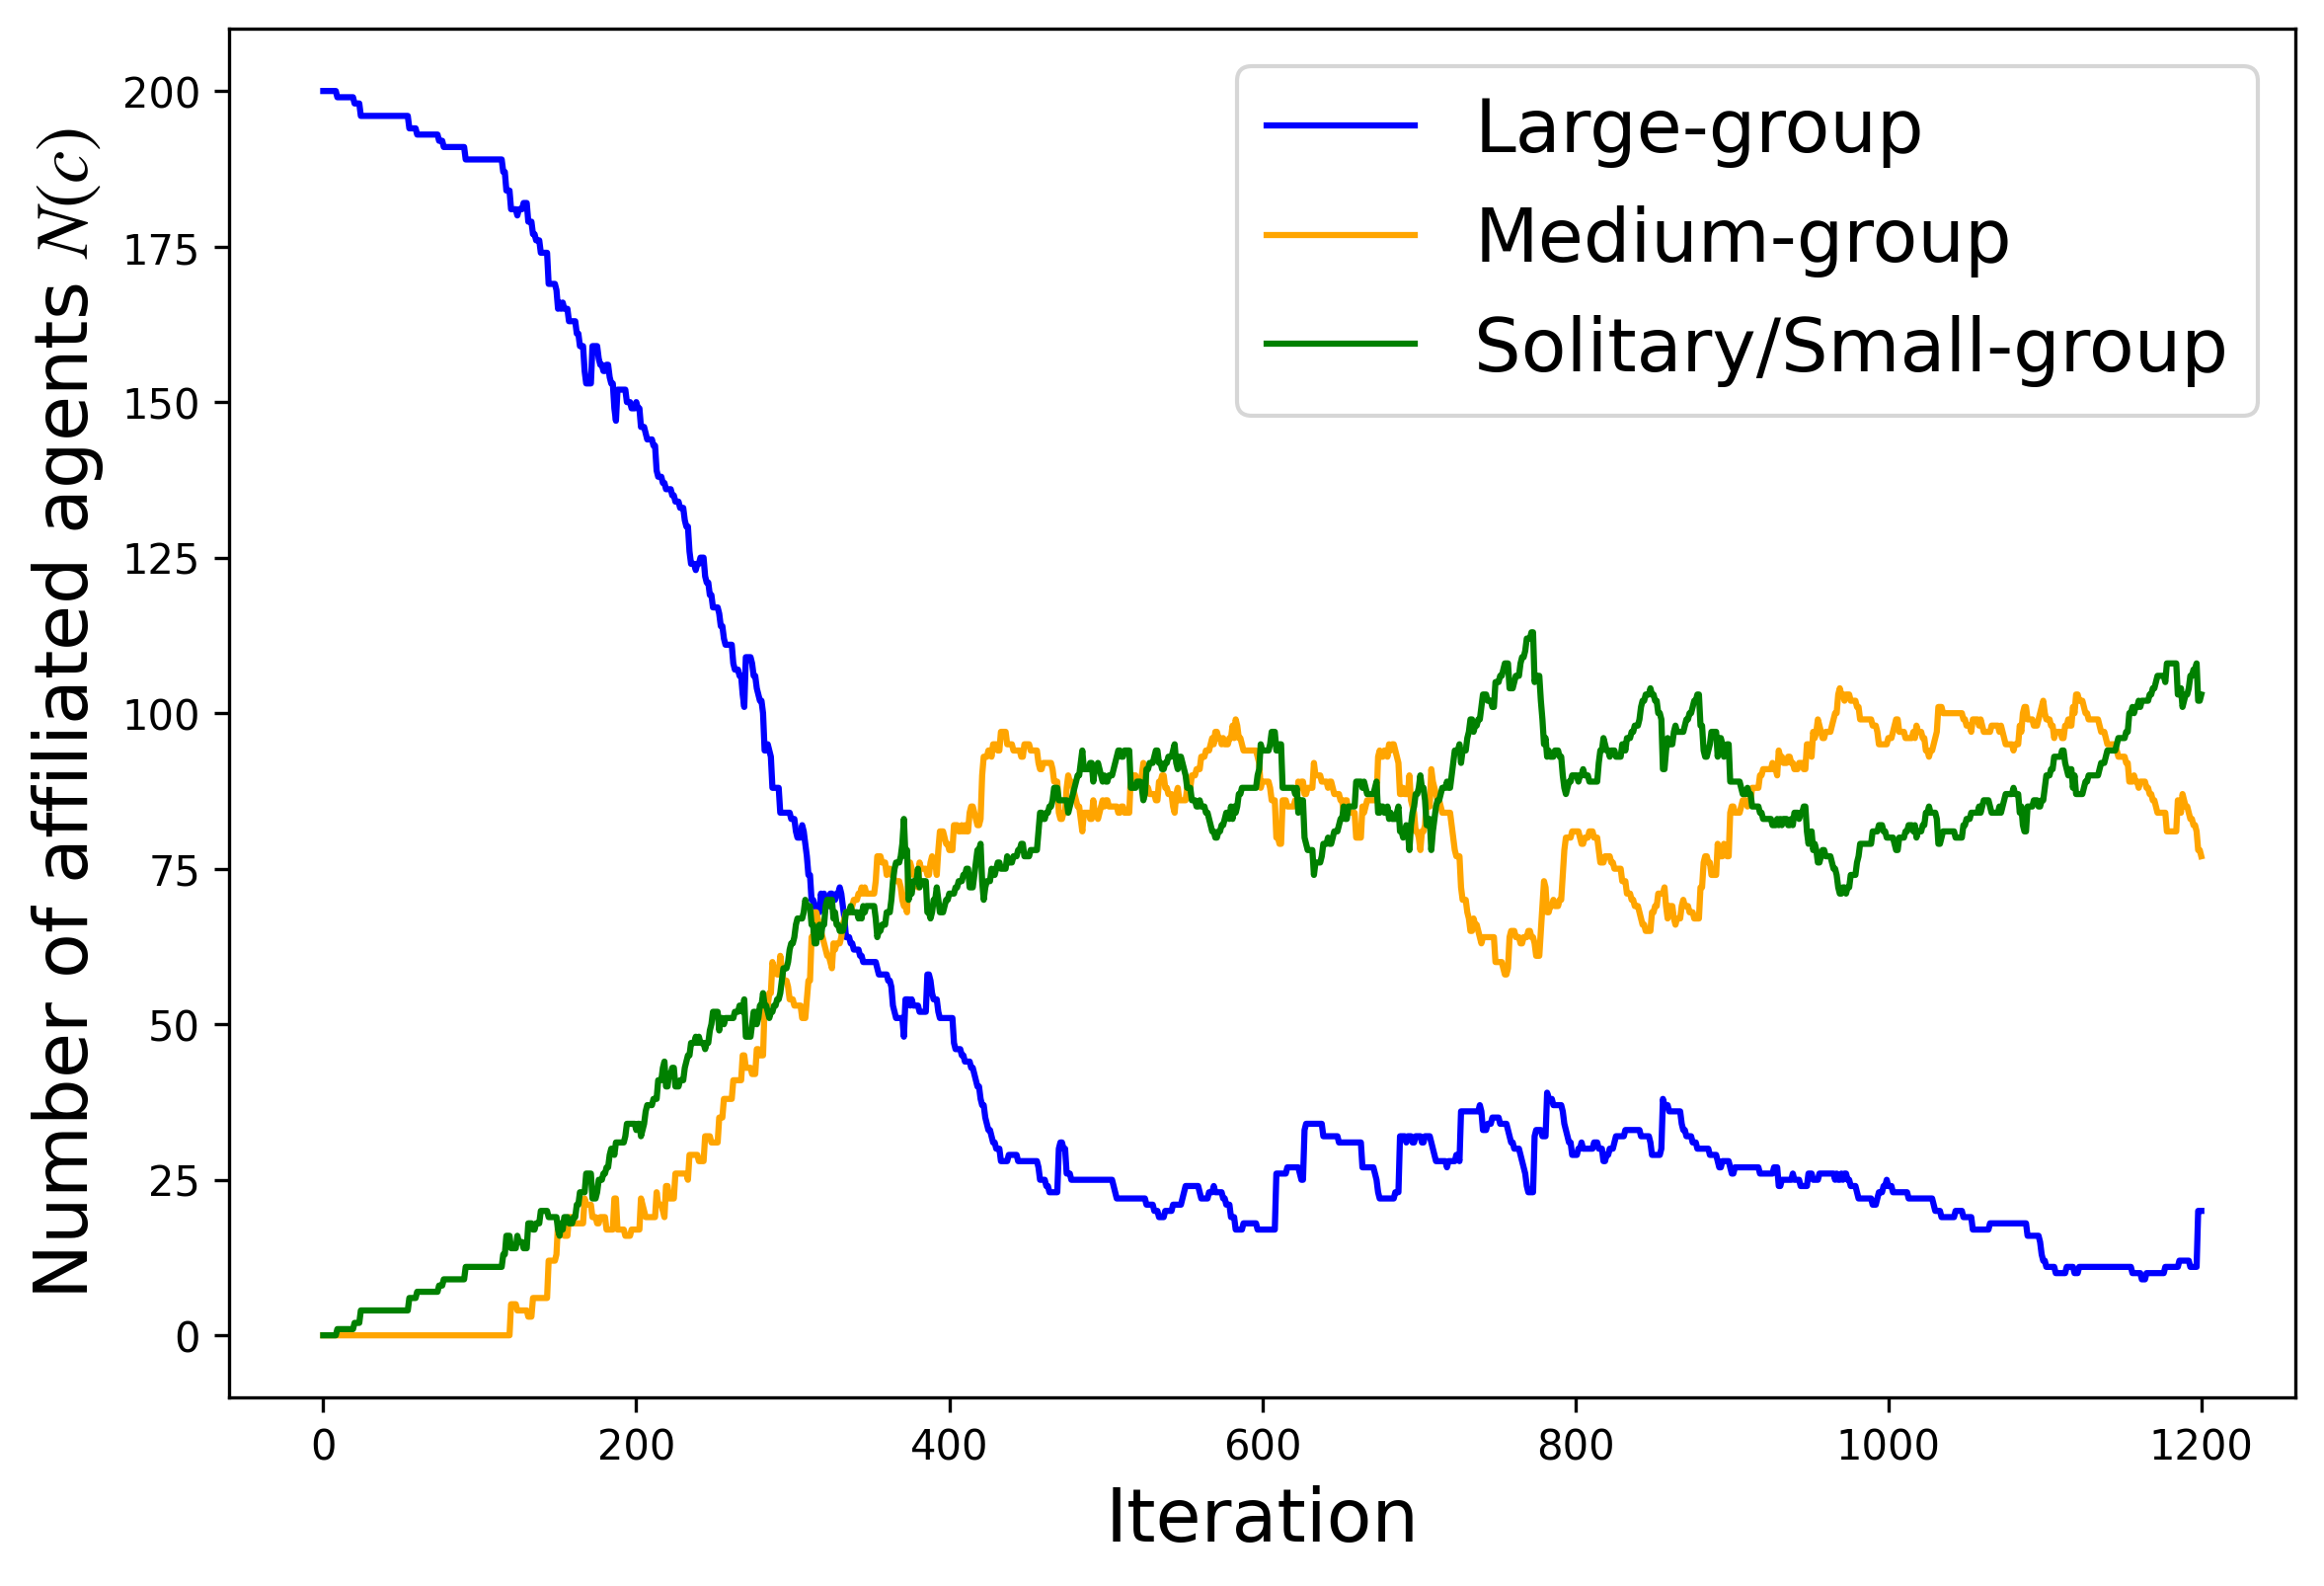 Number of affiliated agents N(c)
200
175
150
125
100
75
50
25
0
Large-group
Medium-group
Solitary/Small-group
0 200 400 600 800 1000 1200
Iteration